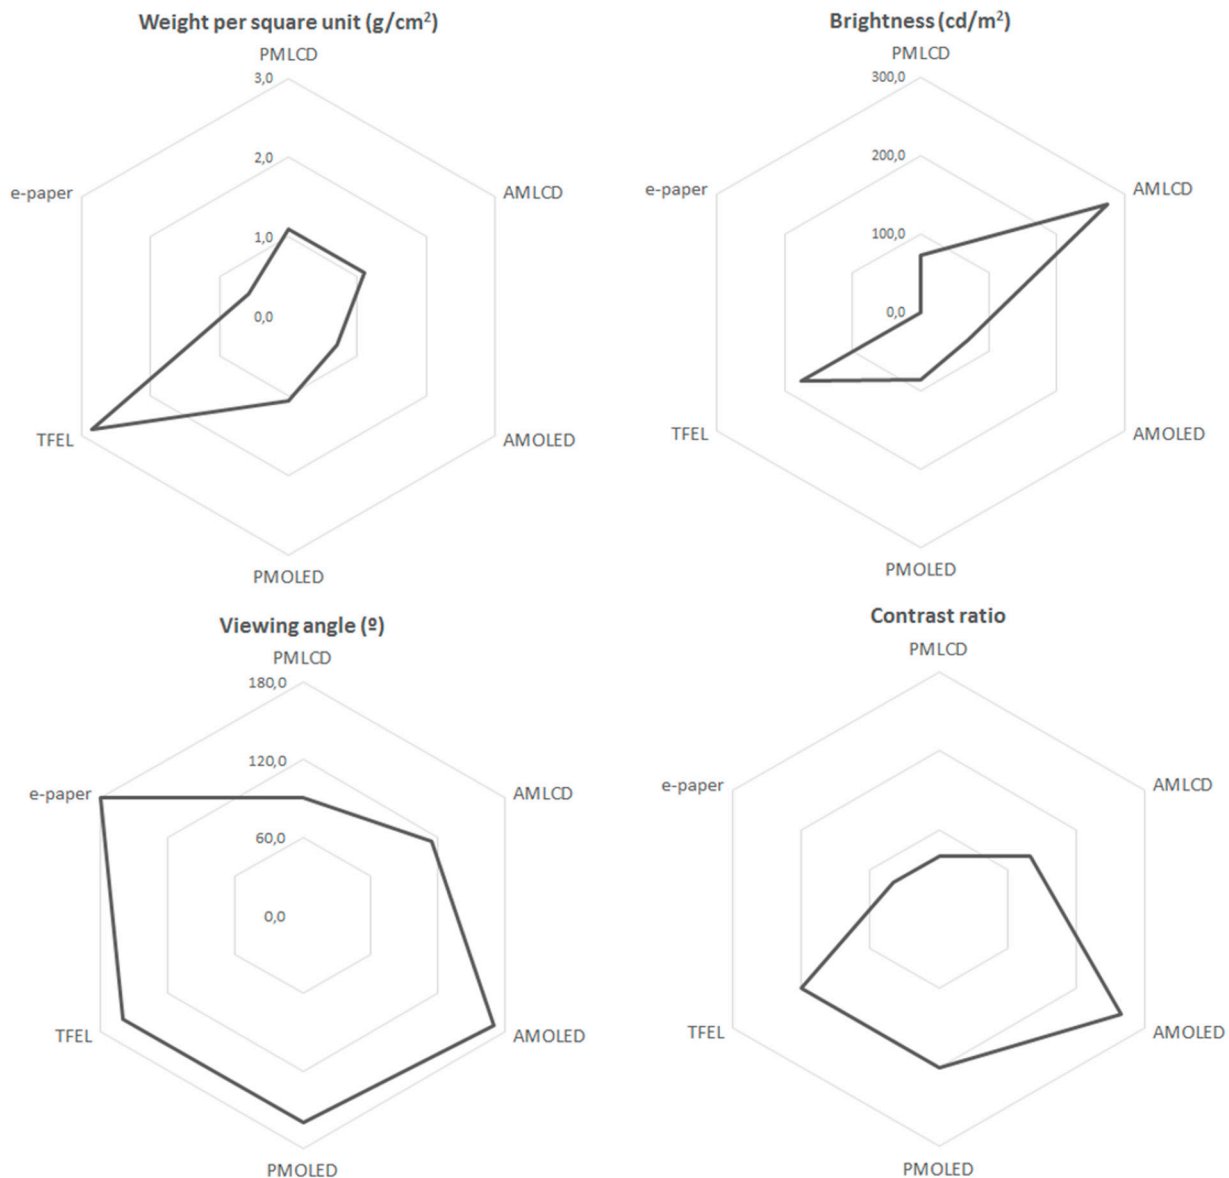 Weight per square unit (g/cm²)
PMLCD
3,0
2,0
1,0
0,0
AMLCD
AMOLED
PMOLED
TFEL
e-paper
Brightness (cd/m²)
PMLCD
300,0
200,0
100,0
0,0
AMLCD
AMOLED
PMOLED
TFEL
e-paper
Viewing angle (º)
PMLCD
180,0
120,0
60,0
0,0
AMLCD
AMOLED
PMOLED
TFEL
e-paper
Contrast ratio
PMLCD
AMLCD
AMOLED
PMOLED
TFEL
e-paper